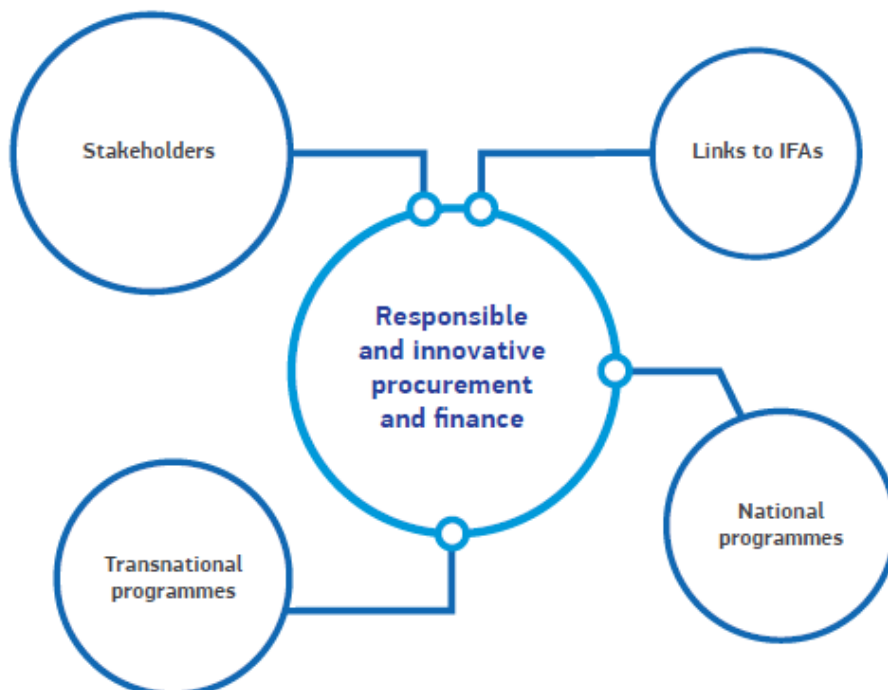 Stakeholders
Links to IFAs
Responsible
and innovative
procurement
and finance
National
programmes
Transnational
programmes